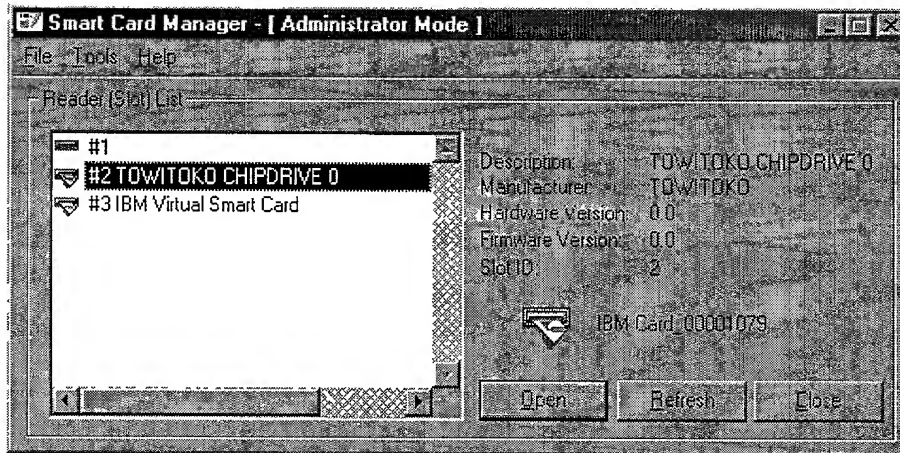 Smart Card Manager - [ Administrator Mode ]
File Tools Help
Reader (Slot) List
#1
#2 TOWITOKO CHIPDRIVE 0
#3 IBM Virtual Smart Card
Description: TOWITOKO CHIPDRIVE 0
Manufacturer: TOWITOKO
Hardware Version: 0.0
Firmware Version: 0.0
Slot ID: 2
IBM Card_00001079
Open Refresh Close